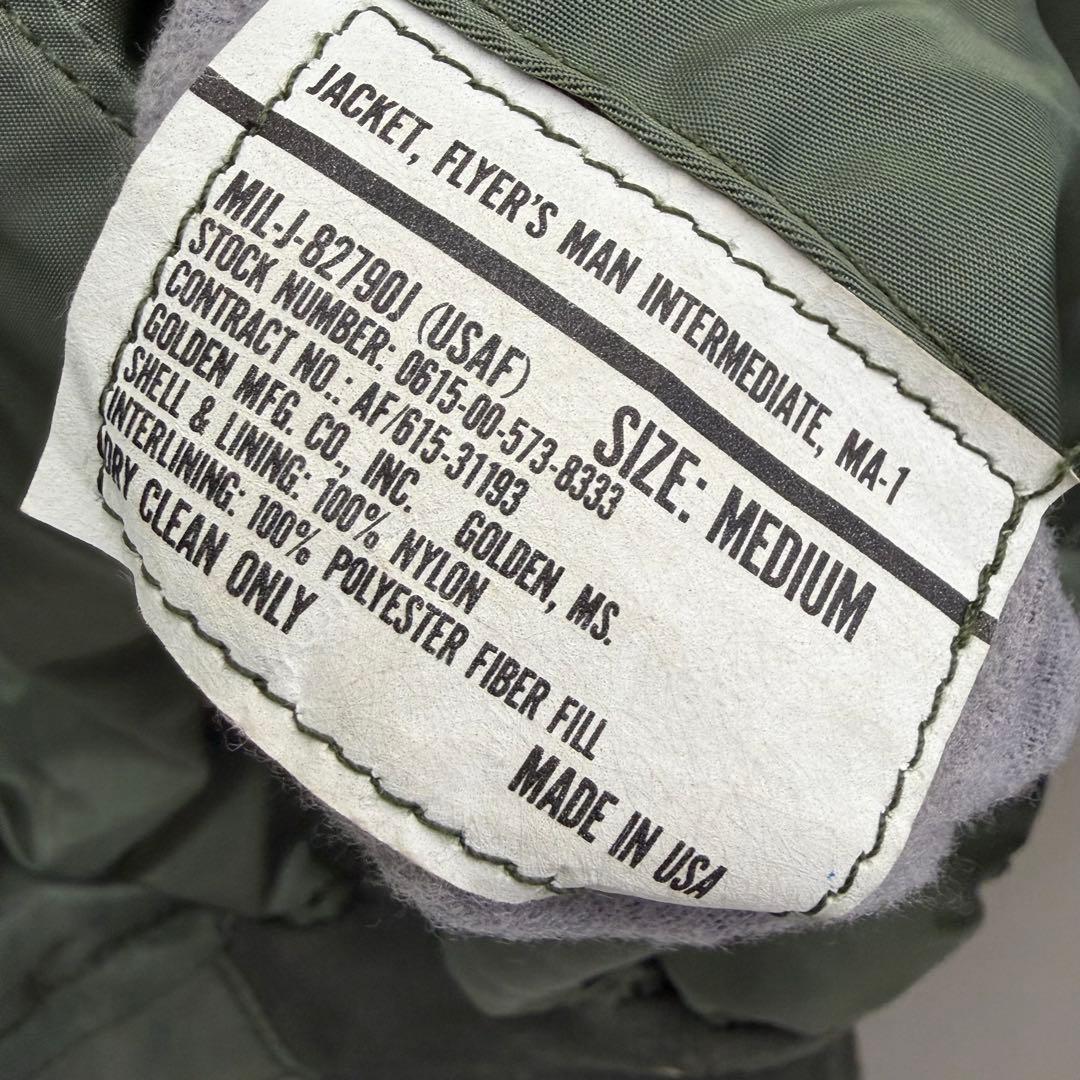 JACKET, FLYER'S MAN INTERMEDIATE, MA-1
MIL-J-82790J (USAF)
SIZE: MEDIUM
STOCK NUMBER: 0615-00-573-8333
CONTRACT NO.: AF/615-31193
GOLDEN MFG. CO., INC. GOLDEN, MS.
SHELL & LINING: 100% NYLON
INTERLINING: 100% POLYESTER FIBER FILL
DRY CLEAN ONLY
MADE IN USA